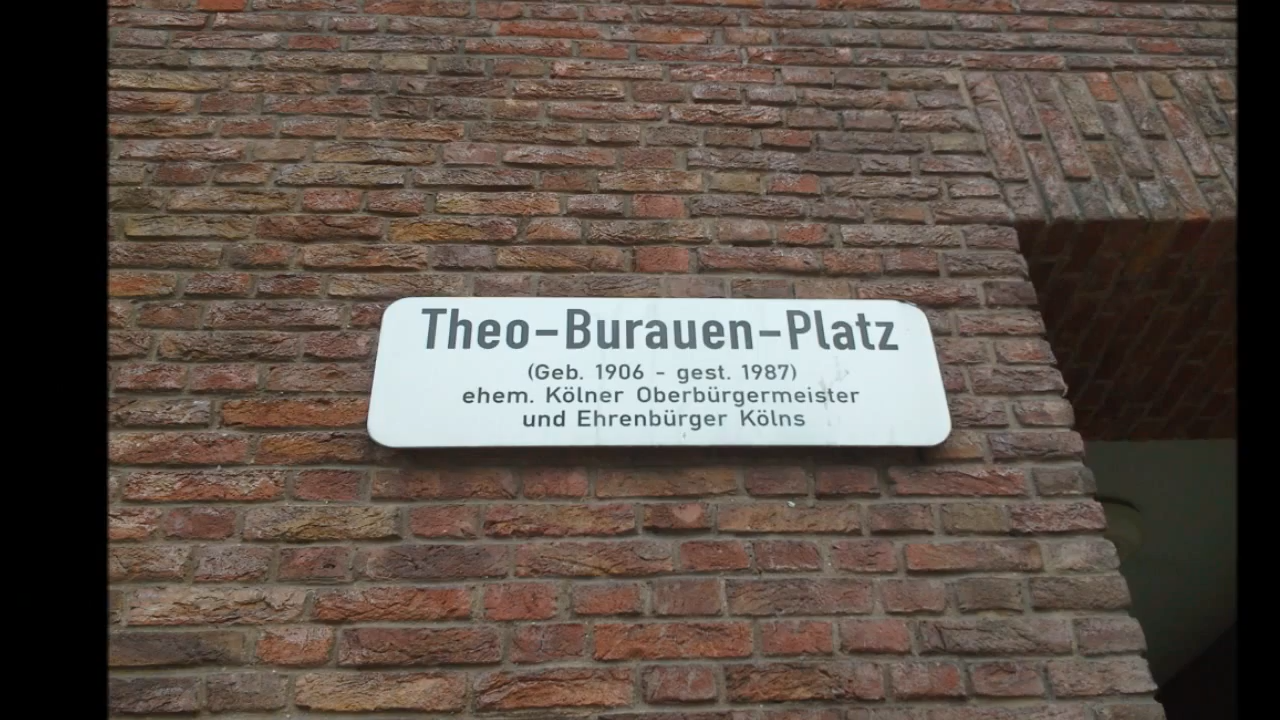 Theo-Burauen-Platz
(Geb. 1906 - gest. 1987)
ehem. Kölner Oberbürgermeister
und Ehrenbürger Kölns